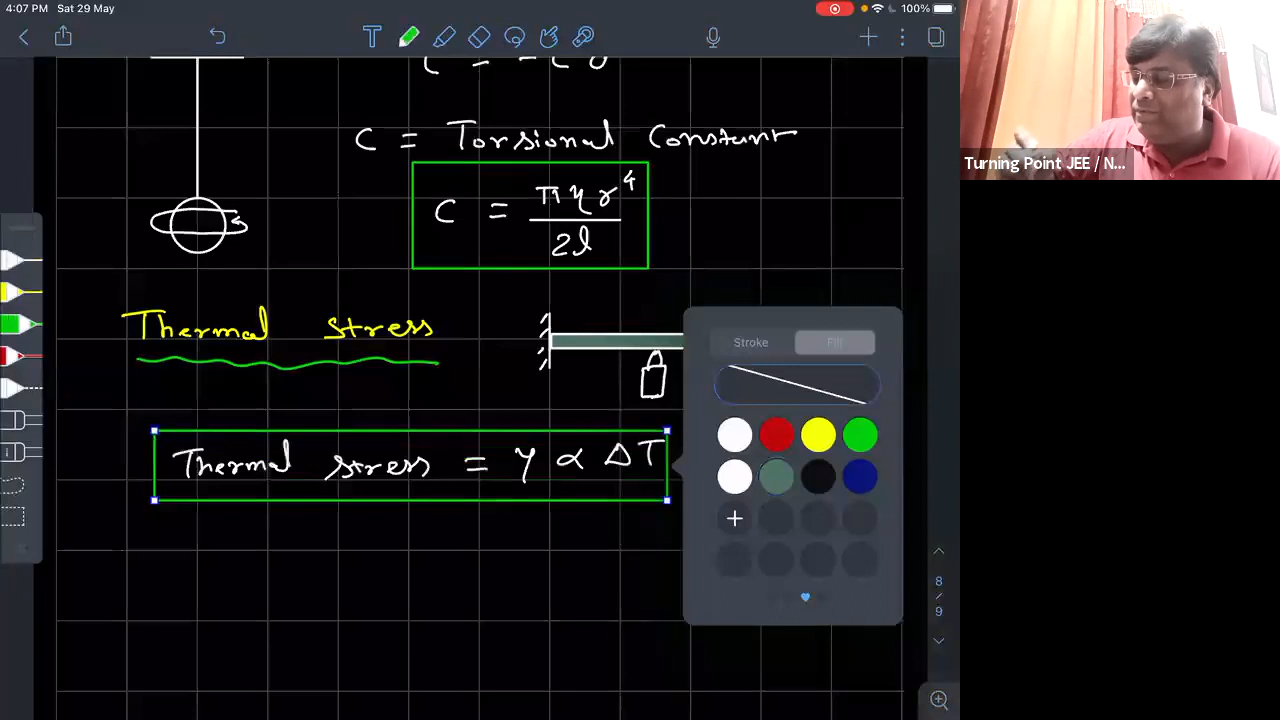 4:07 PM Sat 29 May
100%
C = Torsional Constant
C = πηr⁴ / 2l
Thermal stress
Thermal stress = Y α ΔT
Stroke Fill
8
/
9
Turning Point JEE / N...